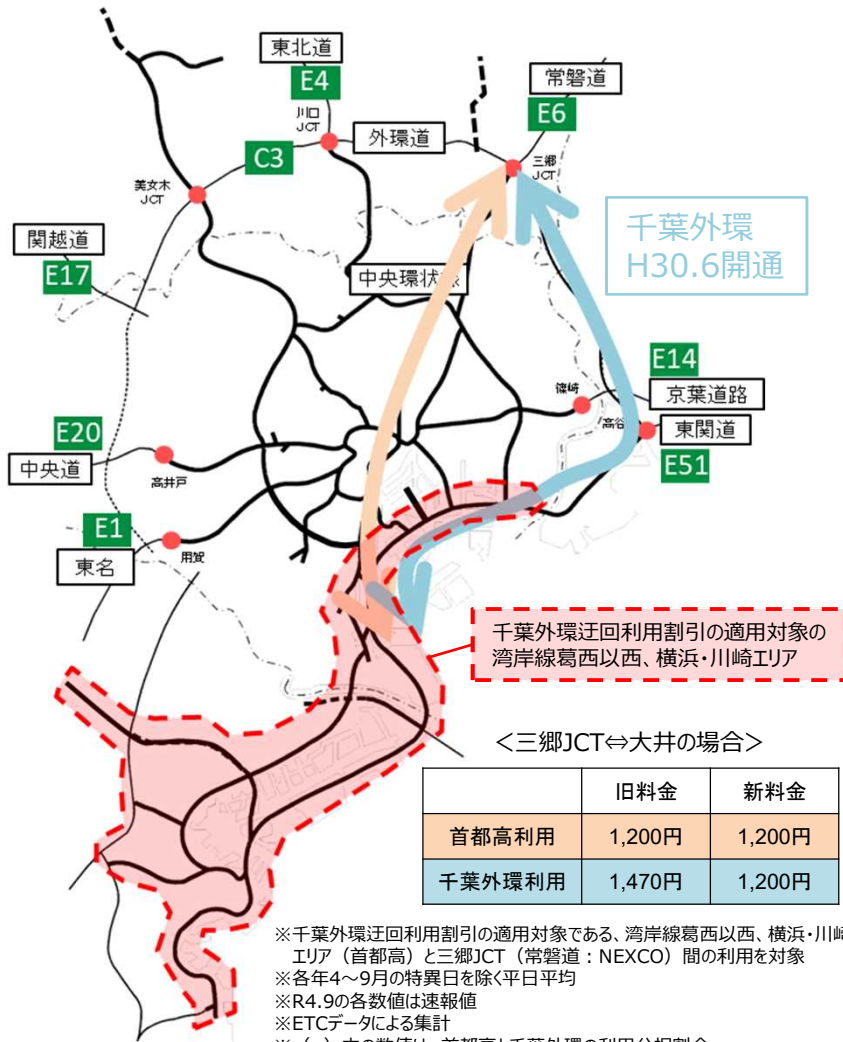 東北道
E4
常磐道
E6
川口
JCT
外環道
三郷
JCT
C3
美女木
JCT
千葉外環
H30.6開通
関越道
E17
中央環状線
E14
篠崎
京葉道路
高谷
東関道
E20
E51
中央道
高井戸
E1
用賀
東名
千葉外環迂回利用割引の適用対象の
湾岸線葛西以西、横浜・川崎エリア
<三郷JCT⇔大井の場合>
旧料金 新料金
首都高利用 1,200円 1,200円
千葉外環利用 1,470円 1,200円
※千葉外環迂回利用割引の適用対象である、湾岸線葛西以西、横浜・川崎
エリア（首都高）と三郷JCT（常磐道：NEXCO）間の利用を対象
※各年4～9月の特異日を除く平日平均
※R4.9の各数値は速報値
※ETCデータによる集計